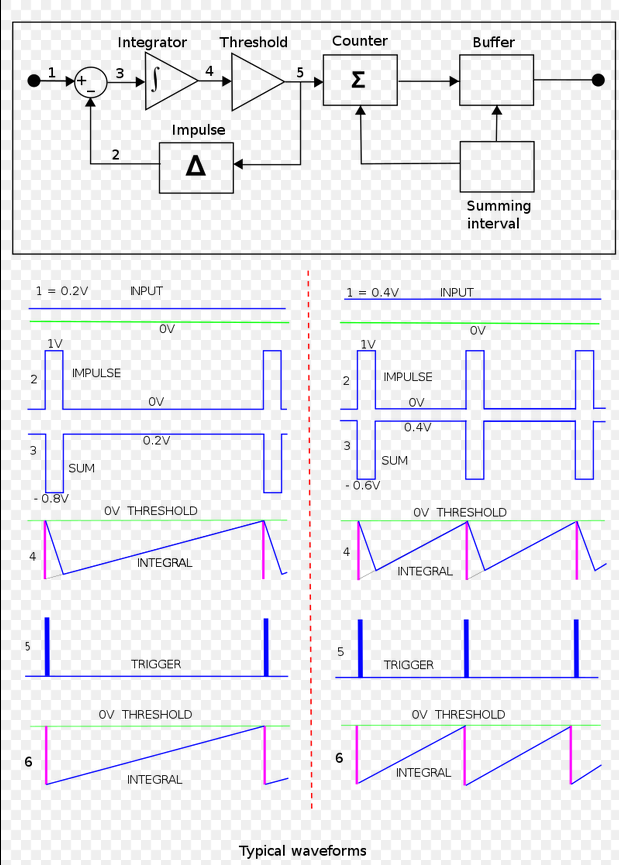 Integrator Threshold Counter Buffer
1 + − 3 ∫ 4 5 Σ
Impulse
2 Δ
Summing
interval
1 = 0.2V INPUT
0V
1V
2 IMPULSE
0V
3 0.2V
SUM
- 0.8V
0V THRESHOLD
4
INTEGRAL
5
TRIGGER
0V THRESHOLD
6
INTEGRAL
1 = 0.4V INPUT
0V
1V
2 IMPULSE
0V
0.4V
3
SUM
- 0.6V
0V THRESHOLD
4
INTEGRAL
5
TRIGGER
0V THRESHOLD
6
INTEGRAL
Typical waveforms